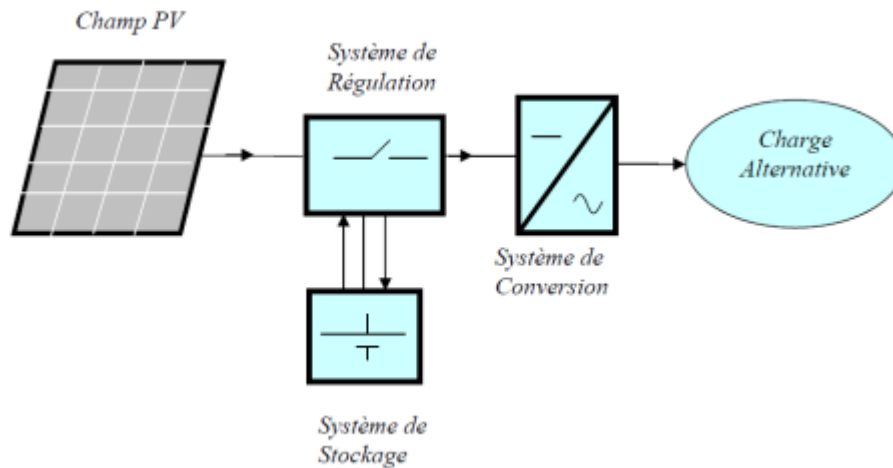 Champ PV
Système de
Régulation
Charge
Alternative
Système de
Conversion
Système de
Stockage